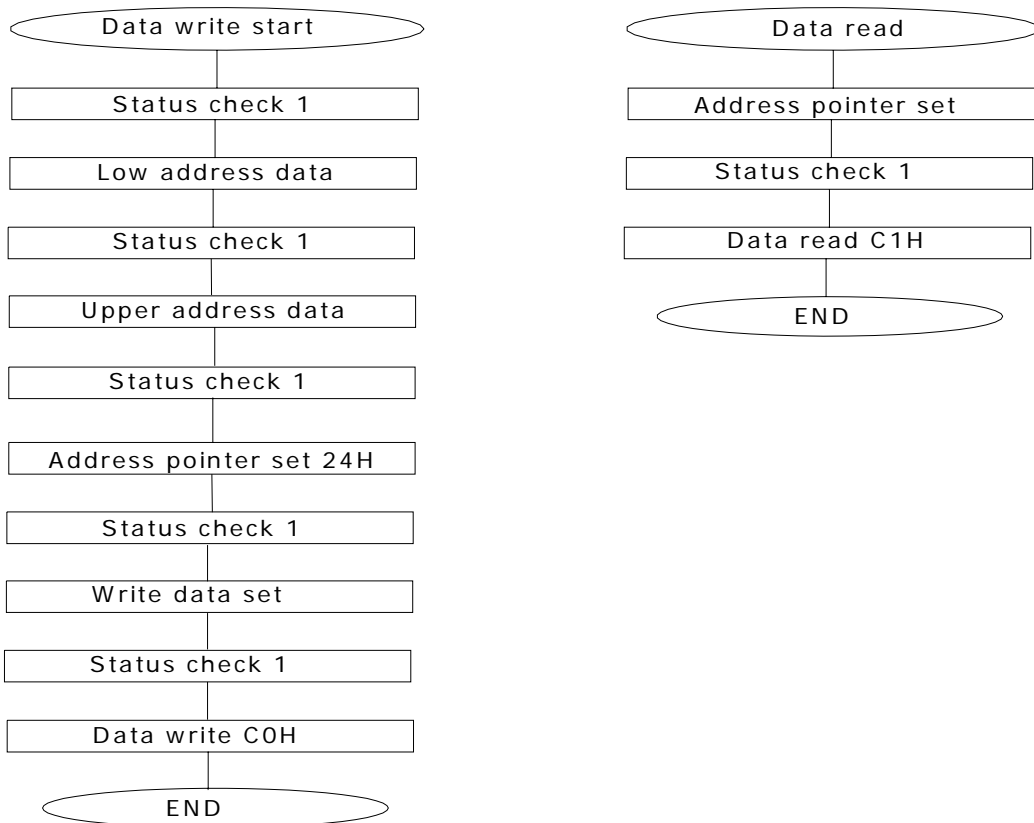 Data write start
Status check 1
Low address data
Status check 1
Upper address data
Status check 1
Address pointer set 24H
Status check 1
Write data set
Status check 1
Data write C0H
END
Data read
Address pointer set
Status check 1
Data read C1H
END